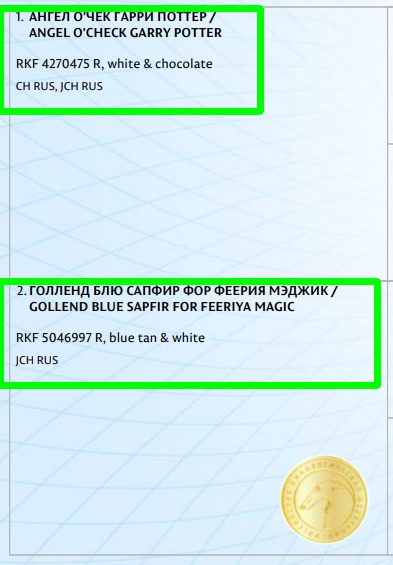 1. АНГЕЛ О'ЧЕК ГАРРИ ПОТТЕР /
ANGEL O'CHECK GARRY POTTER
RKF 4270475 R, white & chocolate
CH RUS, JCH RUS
2. ГОЛЛЕНД БЛЮ САПФИР ФОР ФЕЕРИЯ МЭДЖИК /
GOLLEND BLUE SAPFIR FOR FEERIYA MAGIC
RKF 5046997 R, blue tan & white
JCH RUS